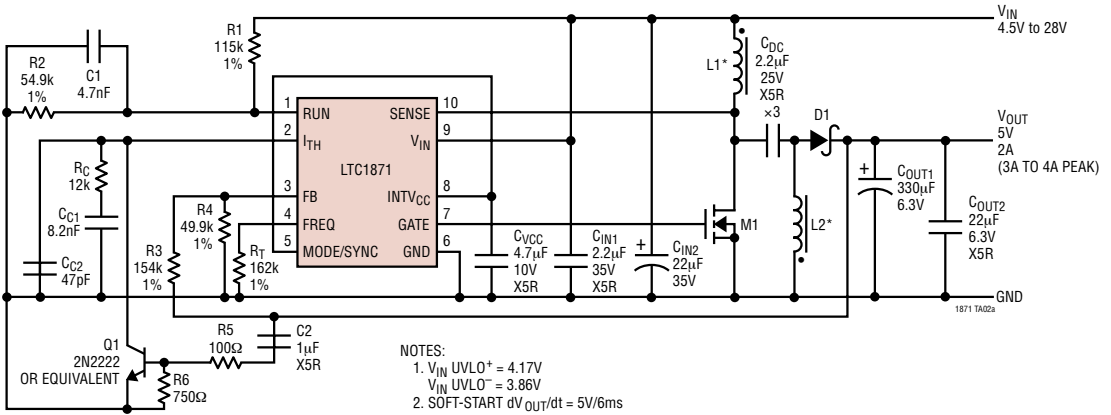 R1
115k
1%
R2
54.9k
1%
C1
4.7nF
VIN
4.5V to 28V
L1*
CDC
2.2µF
25V
X5R
×3
D1
VOUT
5V
2A
(3A TO 4A PEAK)
1
RUN
2
ITH
3
FB
4
FREQ
5
MODE/SYNC
LTC1871
SENSE
10
VIN
9
INTVCC
8
GATE
7
GND
6
RC
12k
CC1
8.2nF
CC2
47pF
R3
154k
1%
R4
49.9k
1%
RT
162k
1%
CVCC
4.7µF
10V
X5R
CIN1
2.2µF
35V
X5R
+
CIN2
22µF
35V
M1
L2*
+
COUT1
330µF
6.3V
COUT2
22µF
6.3V
X5R
GND
1871 TA02a
Q1
2N2222
OR EQUIVALENT
R5
100Ω
R6
750Ω
C2
1µF
X5R
NOTES:
1. VIN UVLO+ = 4.17V
VIN UVLO– = 3.86V
2. SOFT-START dVOUT/dt = 5V/6ms